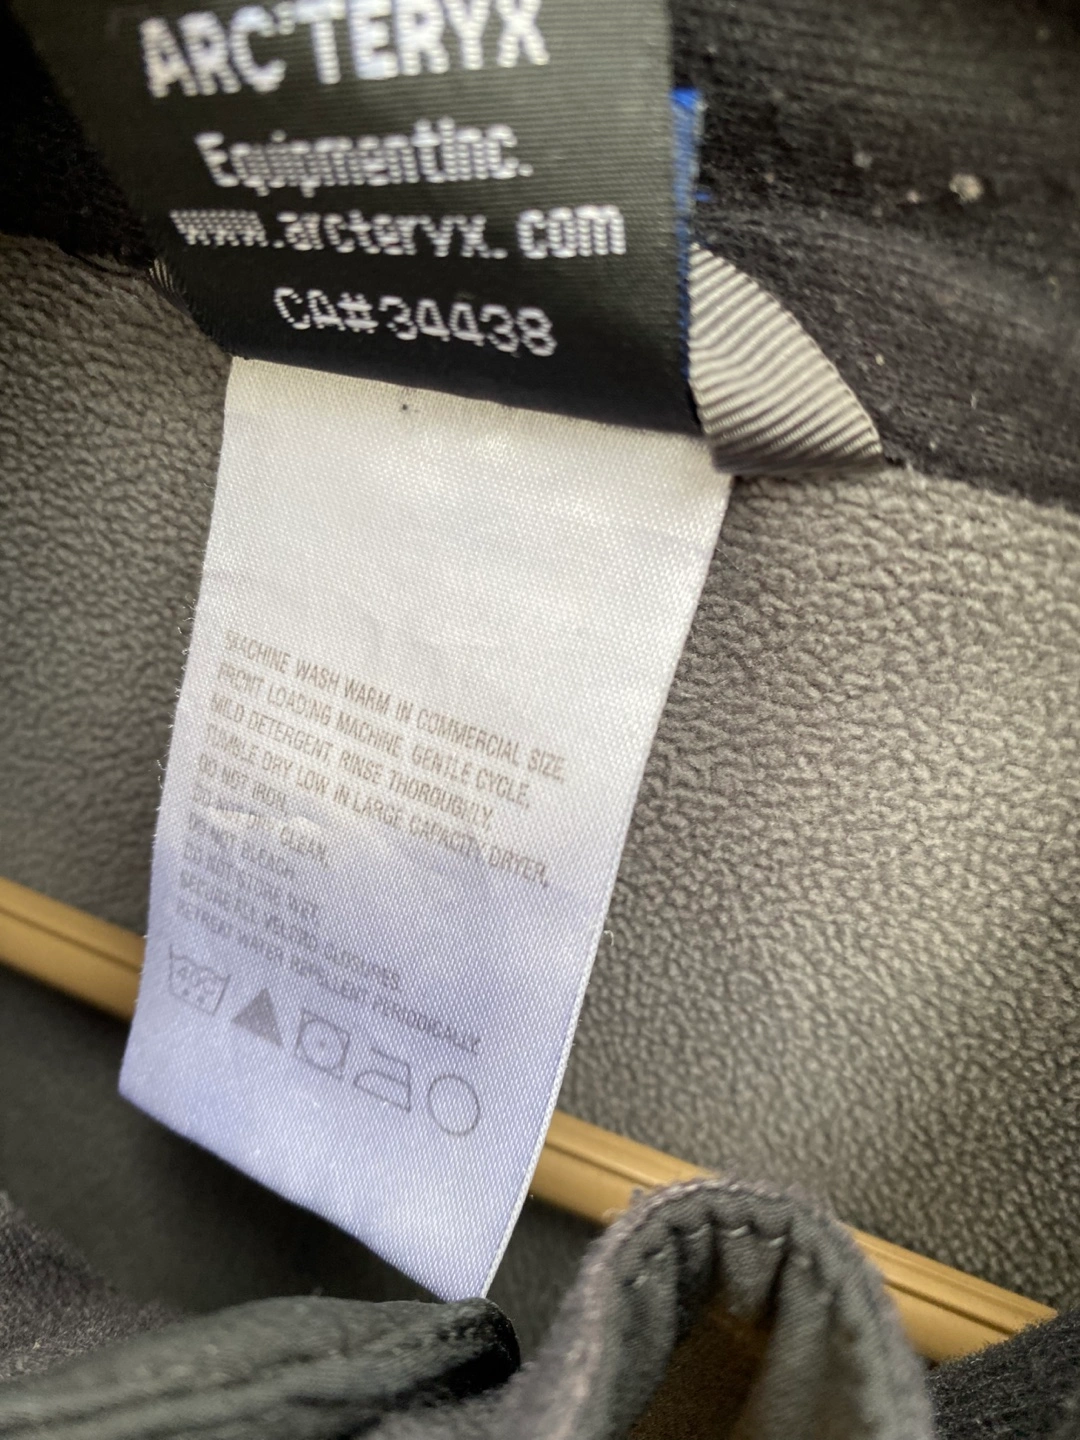 ARC'TERYX
Equipment Inc.
www.arcteryx.com
CA#34438
MACHINE WASH WARM IN COMMERCIAL SIZE,
FRONT LOADING MACHINE, GENTLE CYCLE,
MILD DETERGENT, RINSE THOROUGHLY,
TUMBLE DRY LOW IN LARGE CAPACITY DRYER,
DO NOT IRON,
DO NOT DRY CLEAN,
DO NOT BLEACH,
DO NOT STORE WET.
SECURE ALL VELCRO CLOSURES.
RETREAT WATER REPELLENT PERIODICALLY.
40C